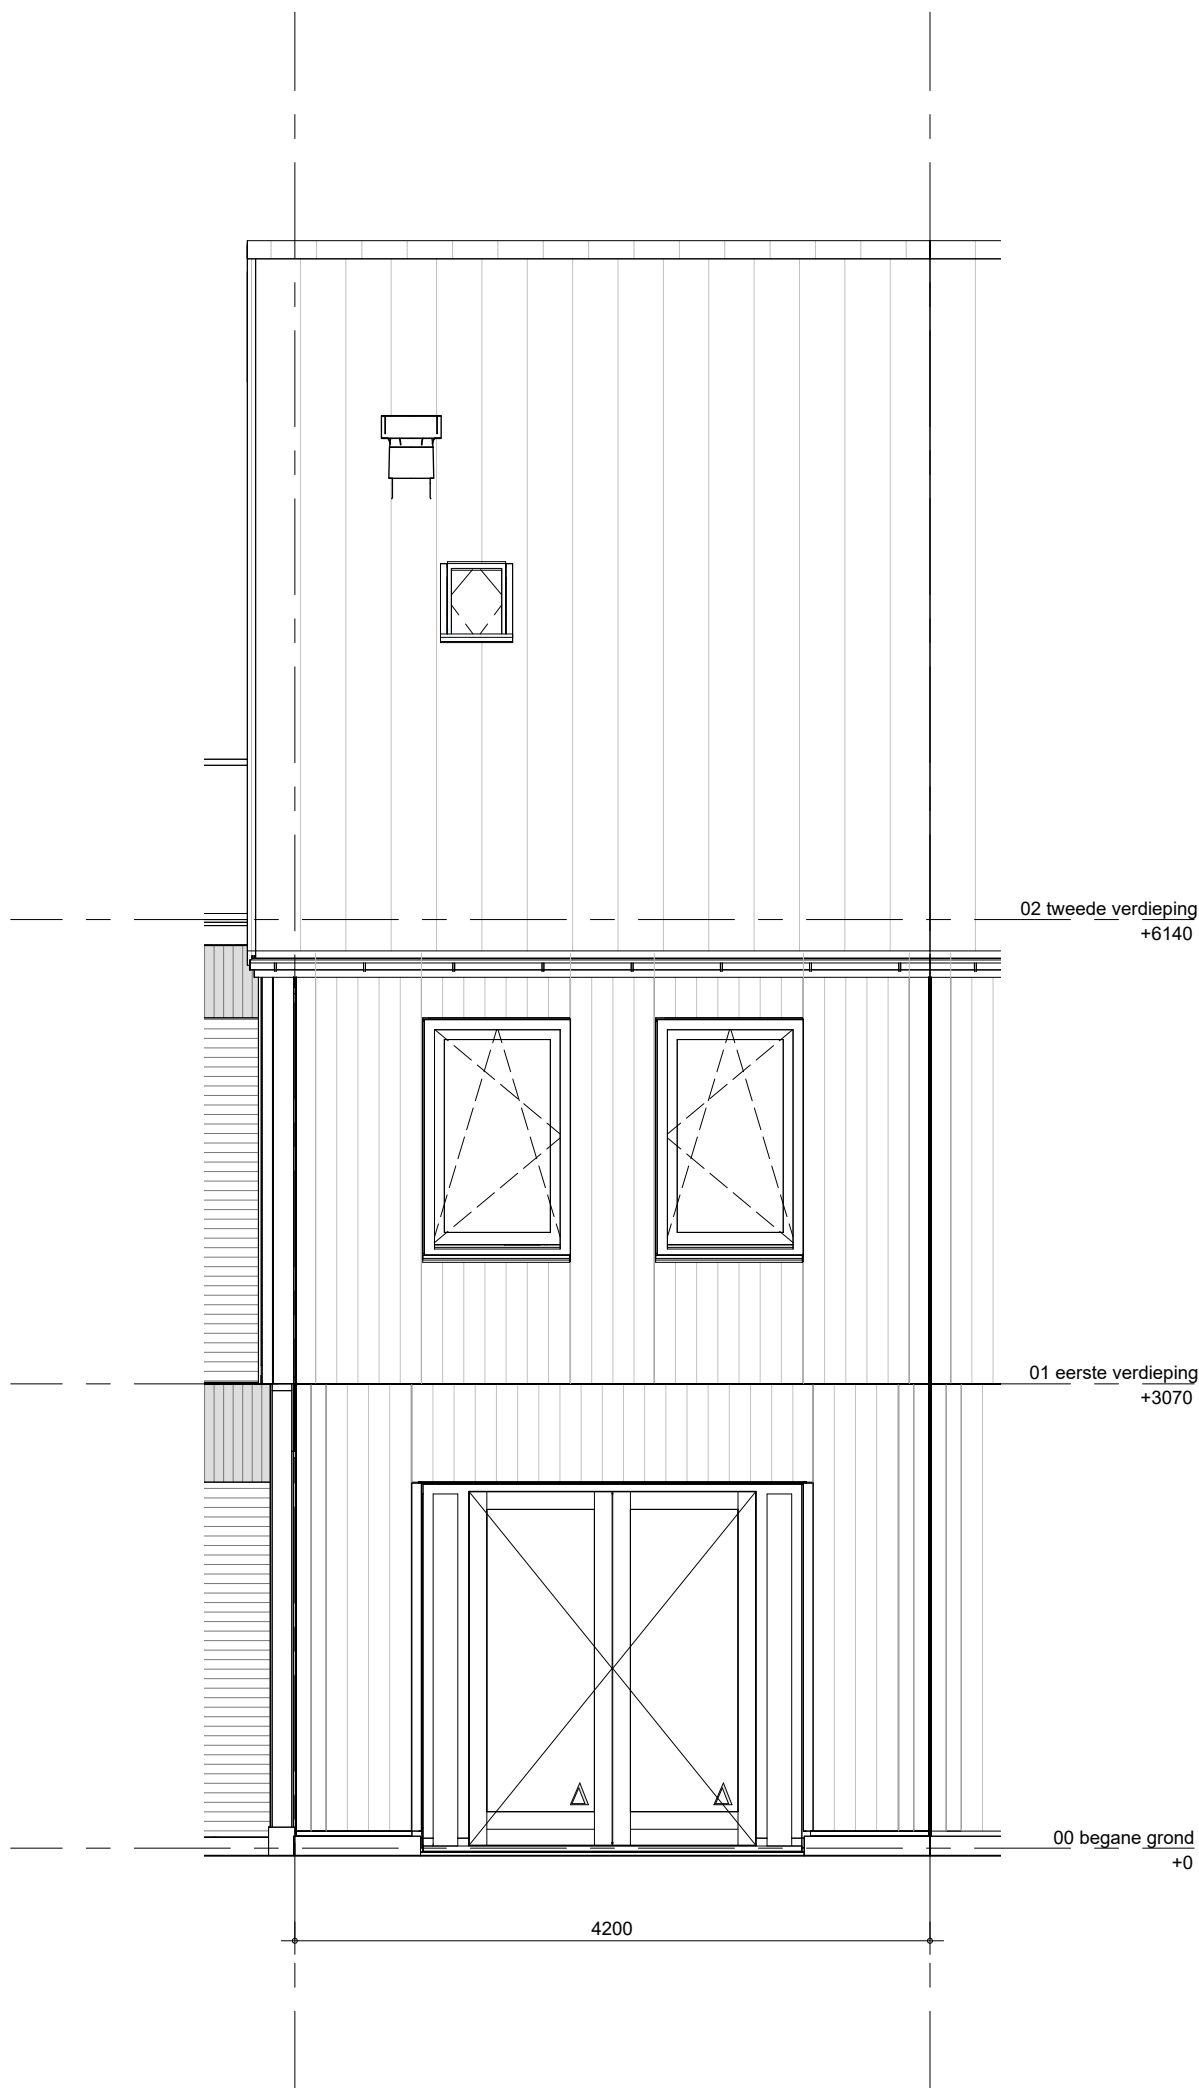 02 tweede verdieping
+6140
01 eerste verdieping
+3070
00 begane grond
+0
4200